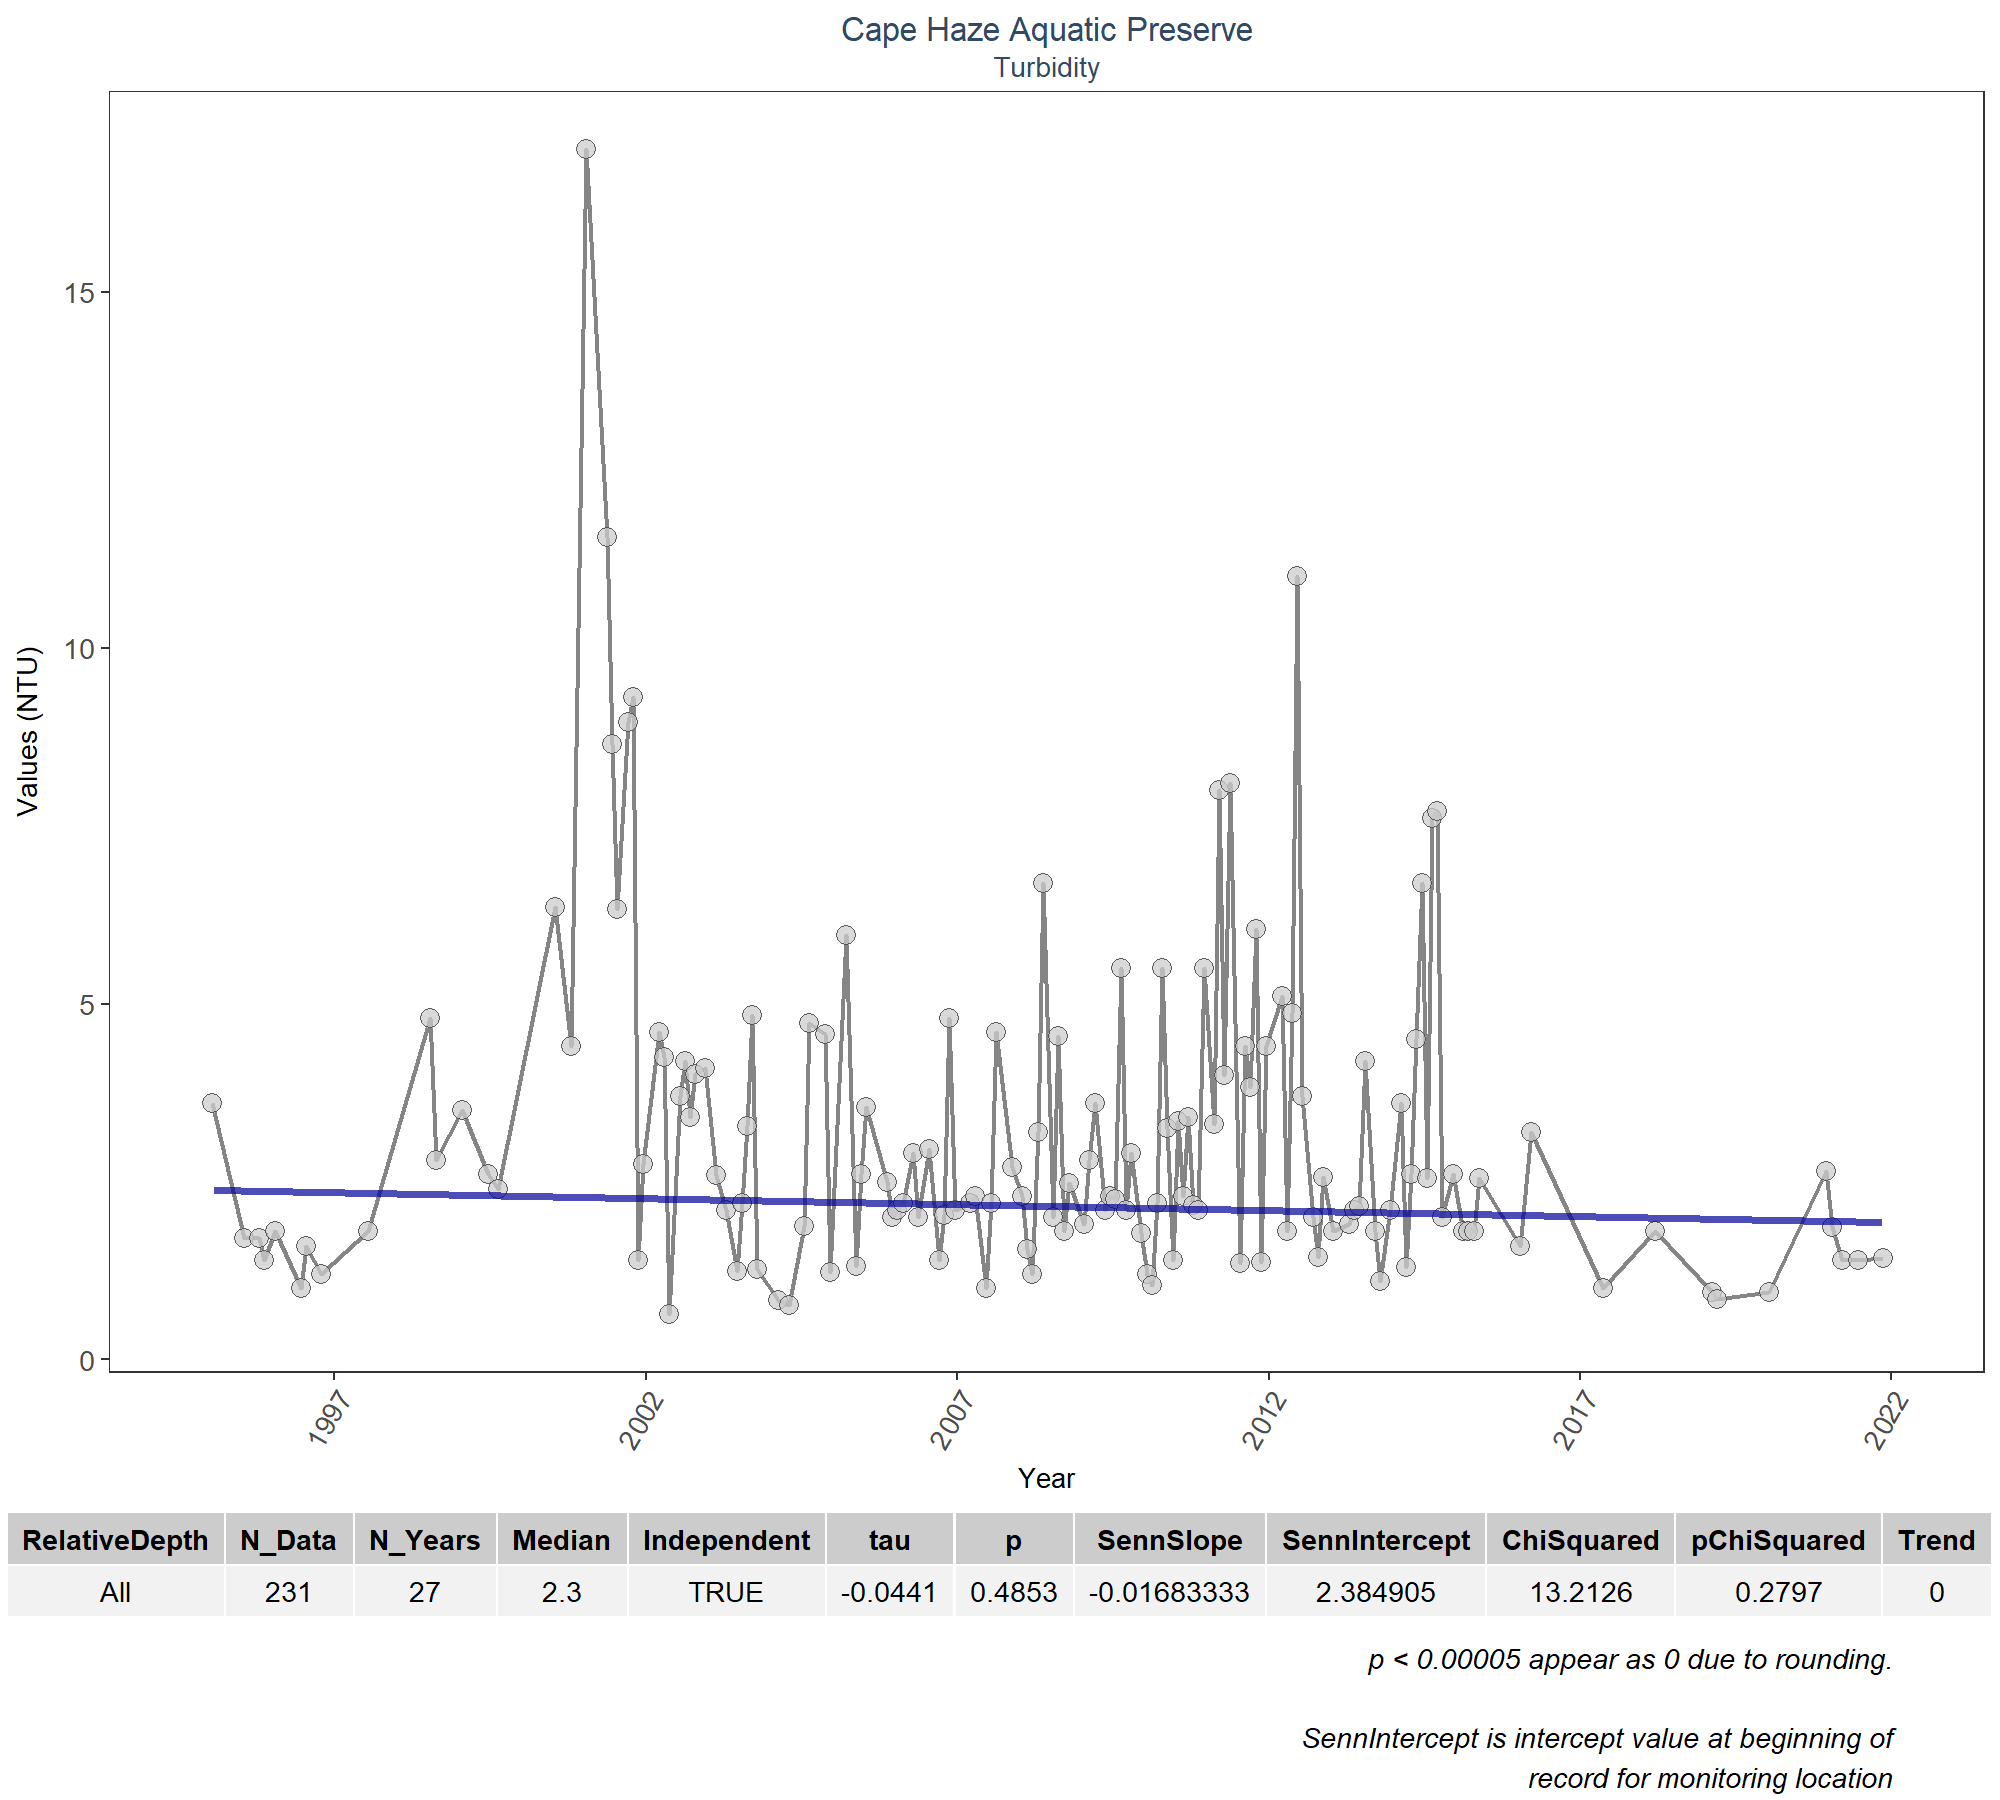 Cape Haze Aquatic Preserve
Turbidity
Values (NTU)
15
10
5
0
1997
2002
2007
2012
2017
2022
Year
RelativeDepth N_Data N_Years Median Independent tau p SennSlope SennIntercept ChiSquared pChiSquared Trend
All 231 27 2.3 TRUE -0.0441 0.4853 -0.01683333 2.384905 13.2126 0.2797 0
p < 0.00005 appear as 0 due to rounding.
SennIntercept is intercept value at beginning of
record for monitoring location